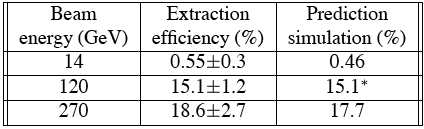 Beam Extraction Prediction
energy (GeV) efficiency (%) simulation (%)
14 0.55±0.3 0.46
120 15.1±1.2 15.1*
270 18.6±2.7 17.7